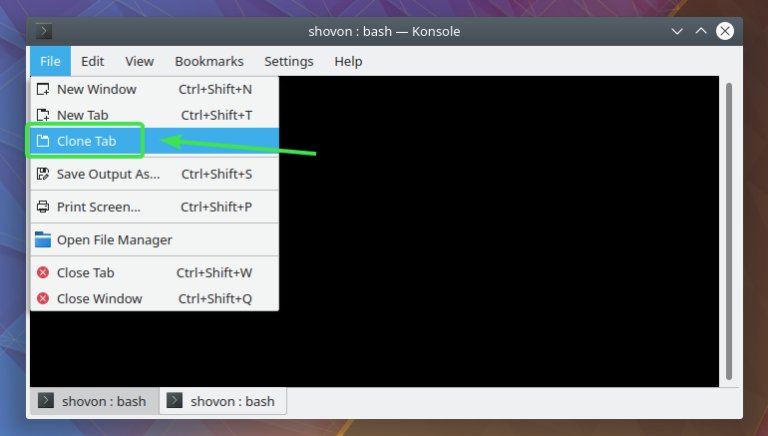 shovon : bash — Konsole
File Edit View Bookmarks Settings Help
New Window Ctrl+Shift+N
New Tab Ctrl+Shift+T
Clone Tab
Save Output As... Ctrl+Shift+S
Print Screen... Ctrl+Shift+P
Open File Manager
Close Tab Ctrl+Shift+W
Close Window Ctrl+Shift+Q
shovon : bash shovon : bash